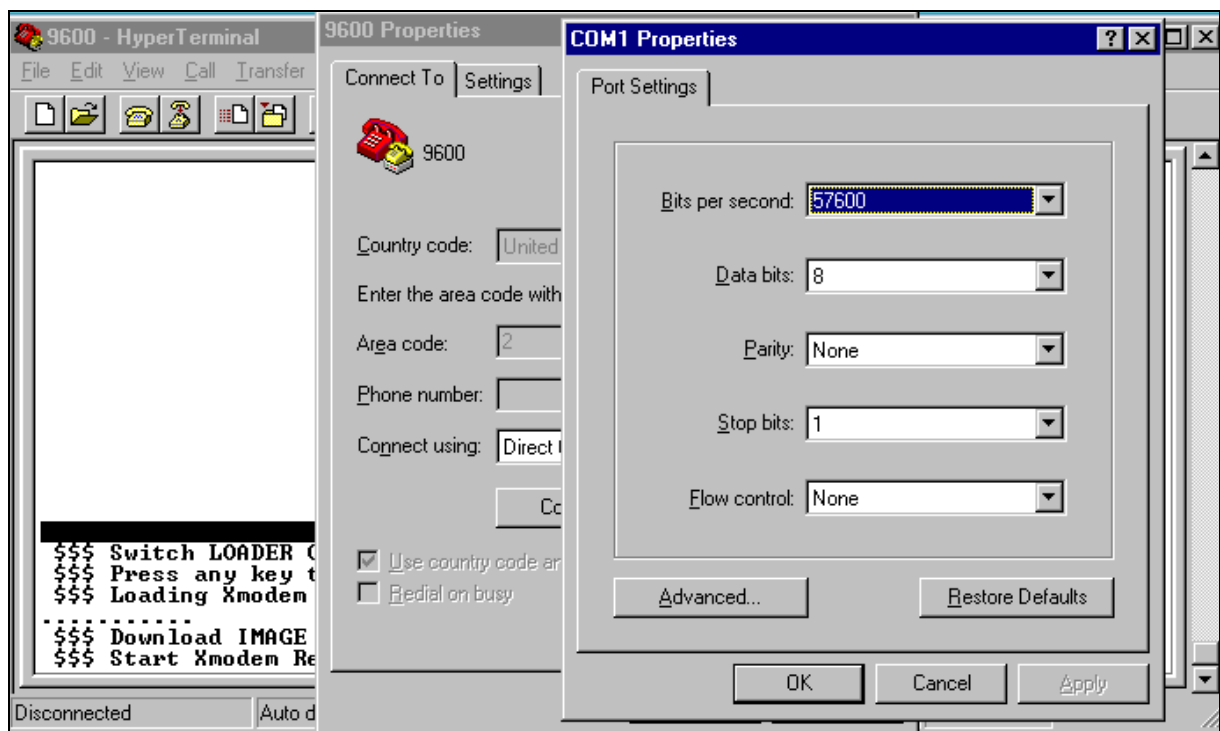 9600 - HyperTerminal
File Edit View Call Transfer
$$$ Switch LOADER
$$$ Press any key
$$$ Loading Xmodem
...........
$$$ Download IMAGE
$$$ Start Xmodem
Disconnected
Auto
9600 Properties
Connect To
Settings
9600
Country code: United
Enter the area code with
Area code: 2
Phone number:
Connect using: Direct
Use country code
Redial on busy
COM1 Properties
Port Settings
Bits per second: 57600
Data bits: 8
Parity: None
Stop bits: 1
Flow control: None
Advanced...
Restore Defaults
OK
Cancel
Apply